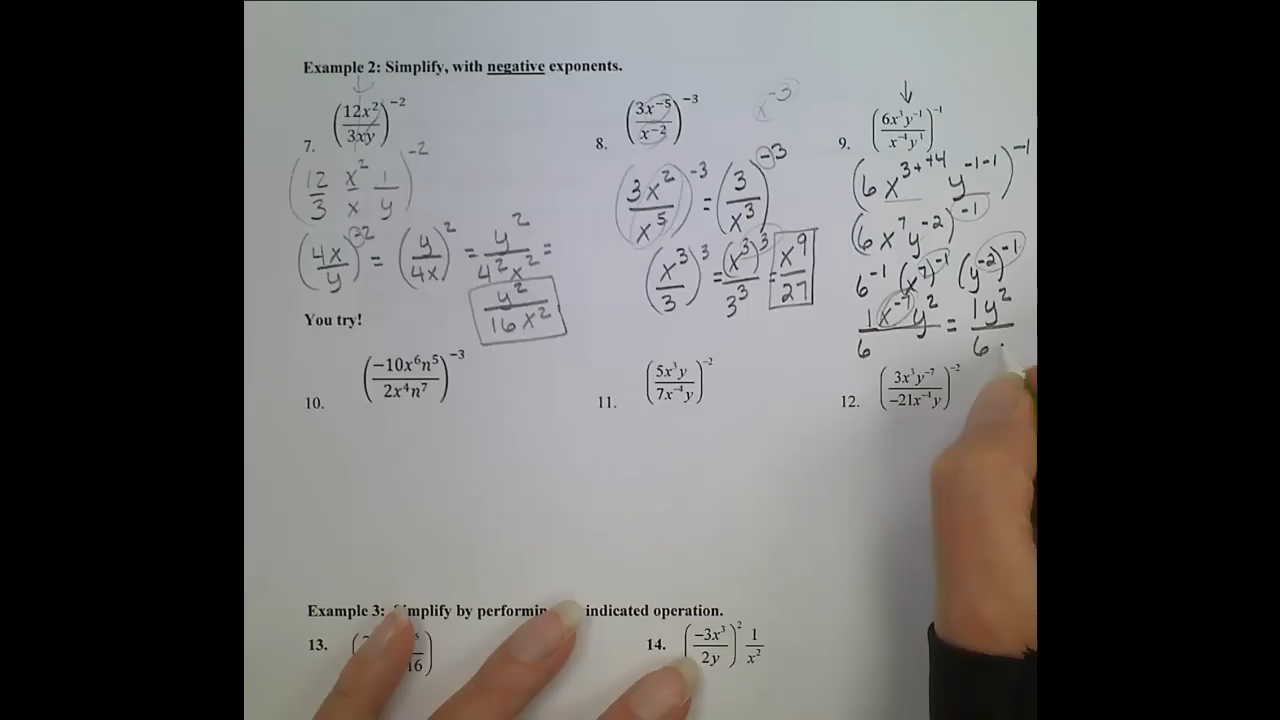 Example 2: Simplify, with negative exponents.
7. (12x²/3xy)⁻²
(12/3 x²/x 1/y)⁻²
(4x/y)⁻² = (y/4x)² = y²/4²x² =
y²/16x²
8. (3x⁻⁵/x⁻²)⁻³
x⁻³
(3x²/x⁵)⁻³ = (3/x³)⁻³
(x³/3)³ = (x³)³/3³ = x⁹/27
9. (6x³y⁻¹/x⁻⁴y¹)⁻¹
(6x³⁺⁺⁴ y⁻¹⁻¹)⁻¹
(6x⁷y⁻²)⁻¹
6⁻¹ (x⁷)⁻¹ (y⁻²)⁻¹
1x⁻⁷y²/6 = 1y²/6
You try!
10. (−10x⁶n⁵/2x⁴n⁷)⁻³
11. (5x³y/7x⁻⁴y)⁻²
12. (3x³y⁻⁷/−21x⁻⁴y)⁻²
Example 3: Simplify by performin indicated operation.
13.
16
14. (−3x³/2y)² 1/x²